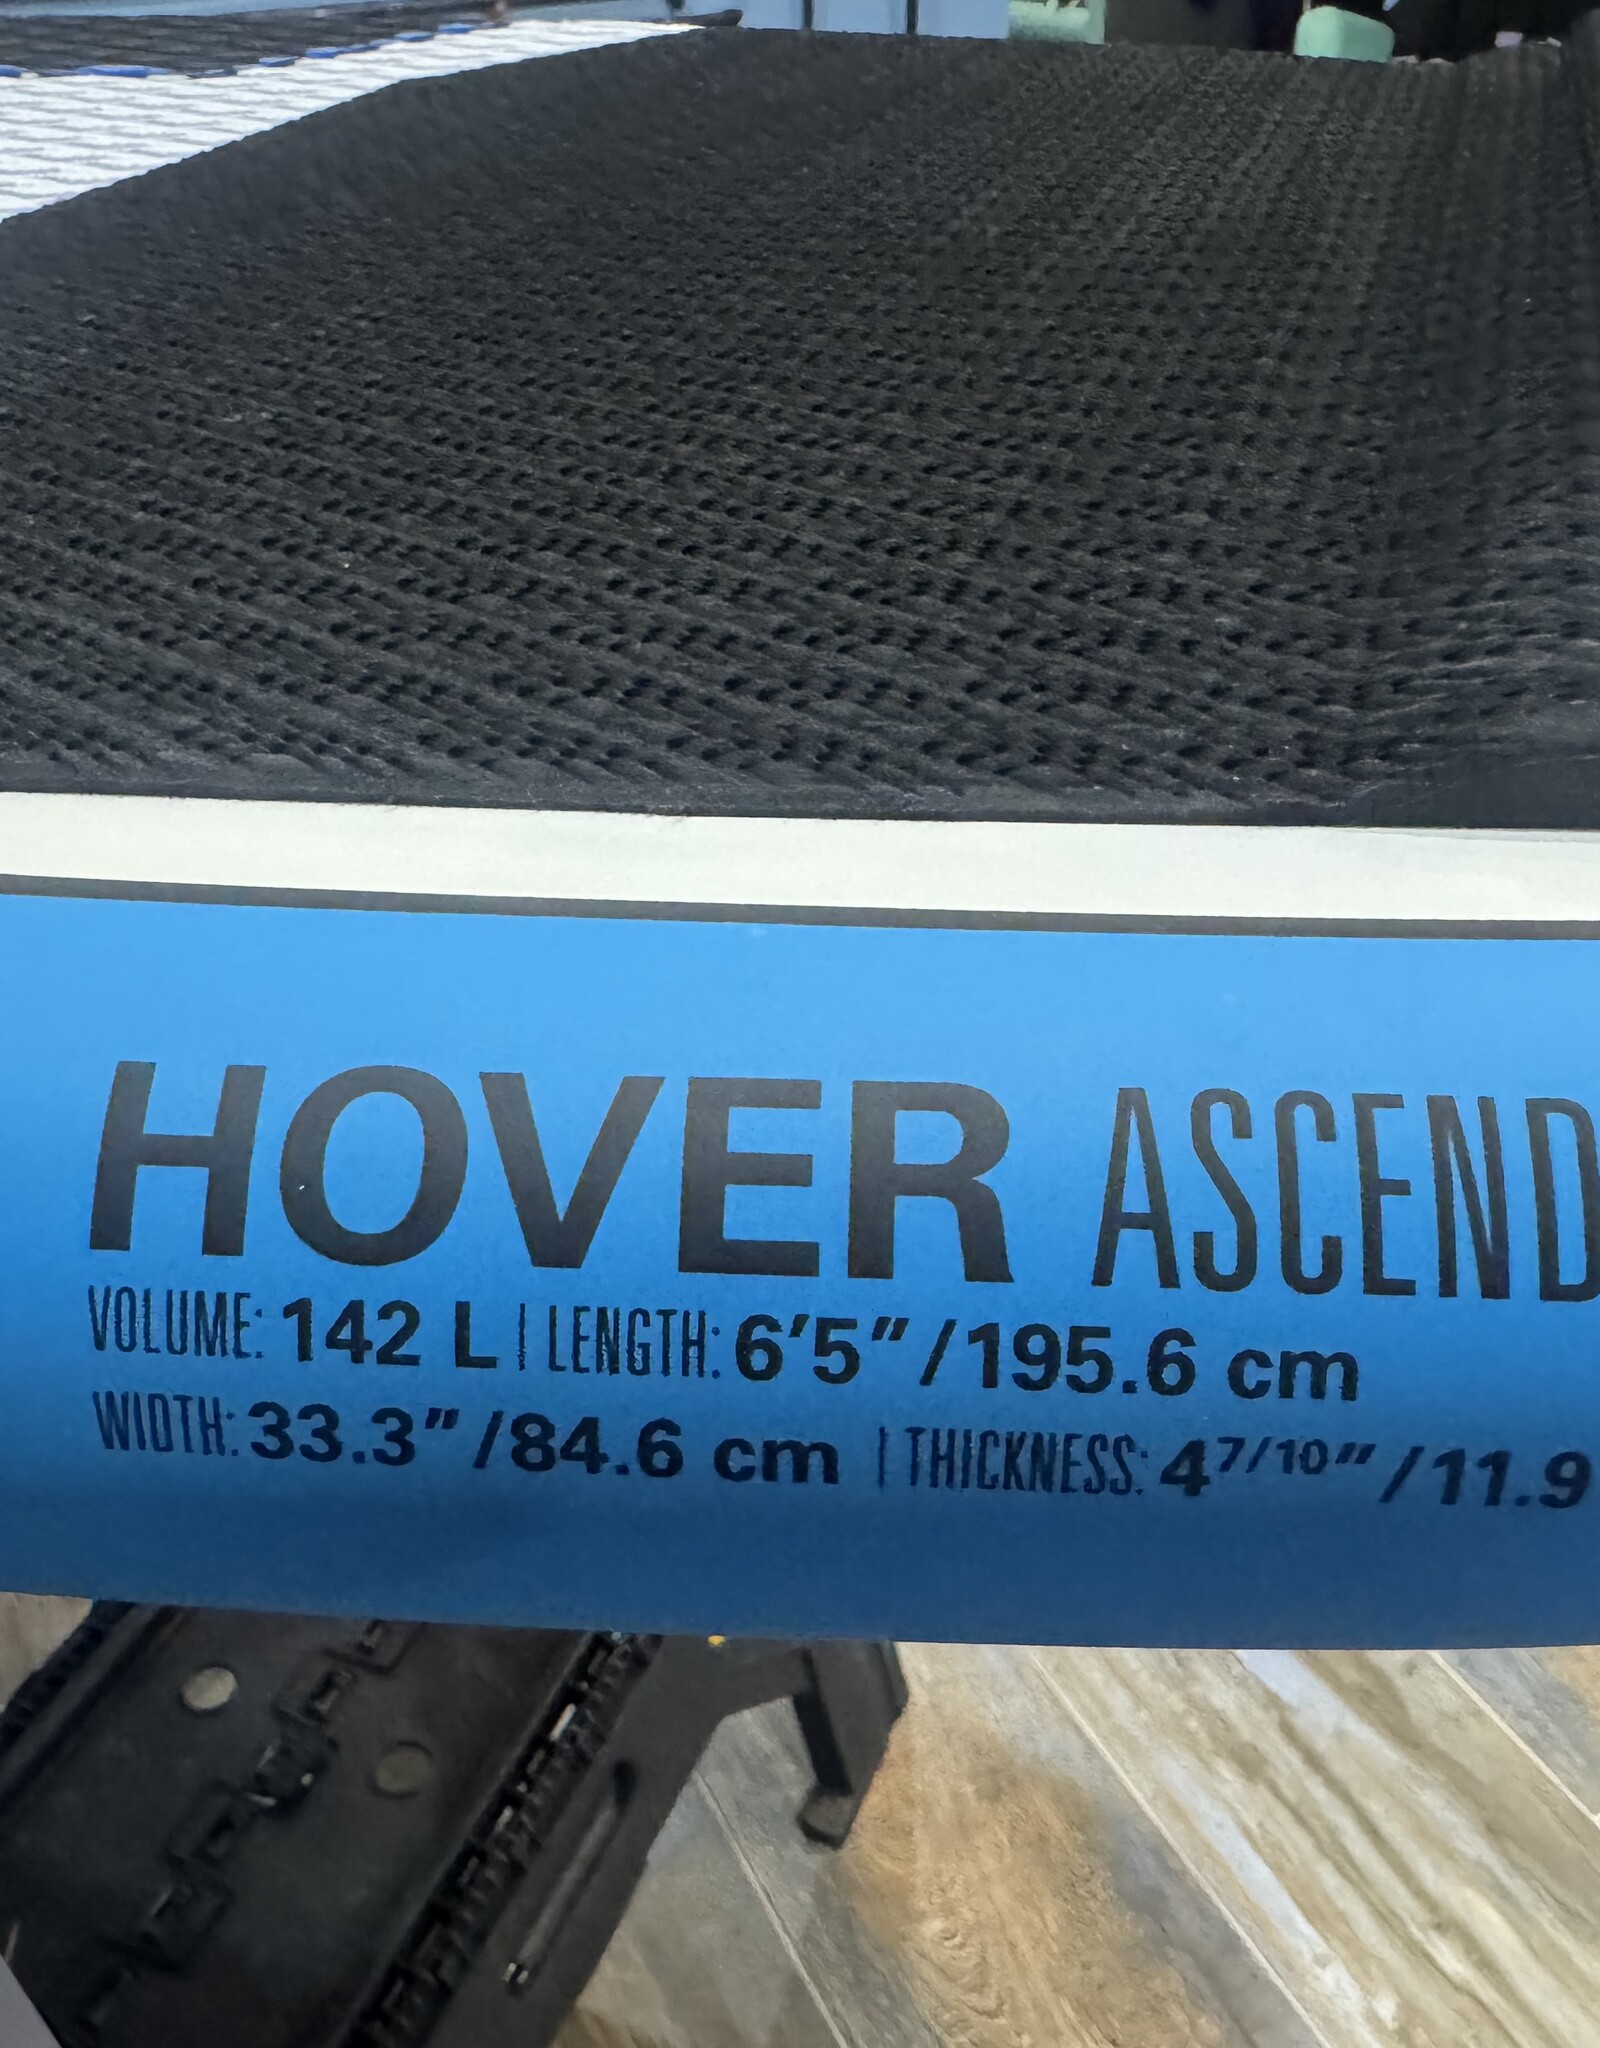 HOVER ASCEND
VOLUME: 142 L | LENGTH: 6'5" / 195.6 cm
WIDTH: 33.3" / 84.6 cm | THICKNESS: 4 7/10" / 11.9